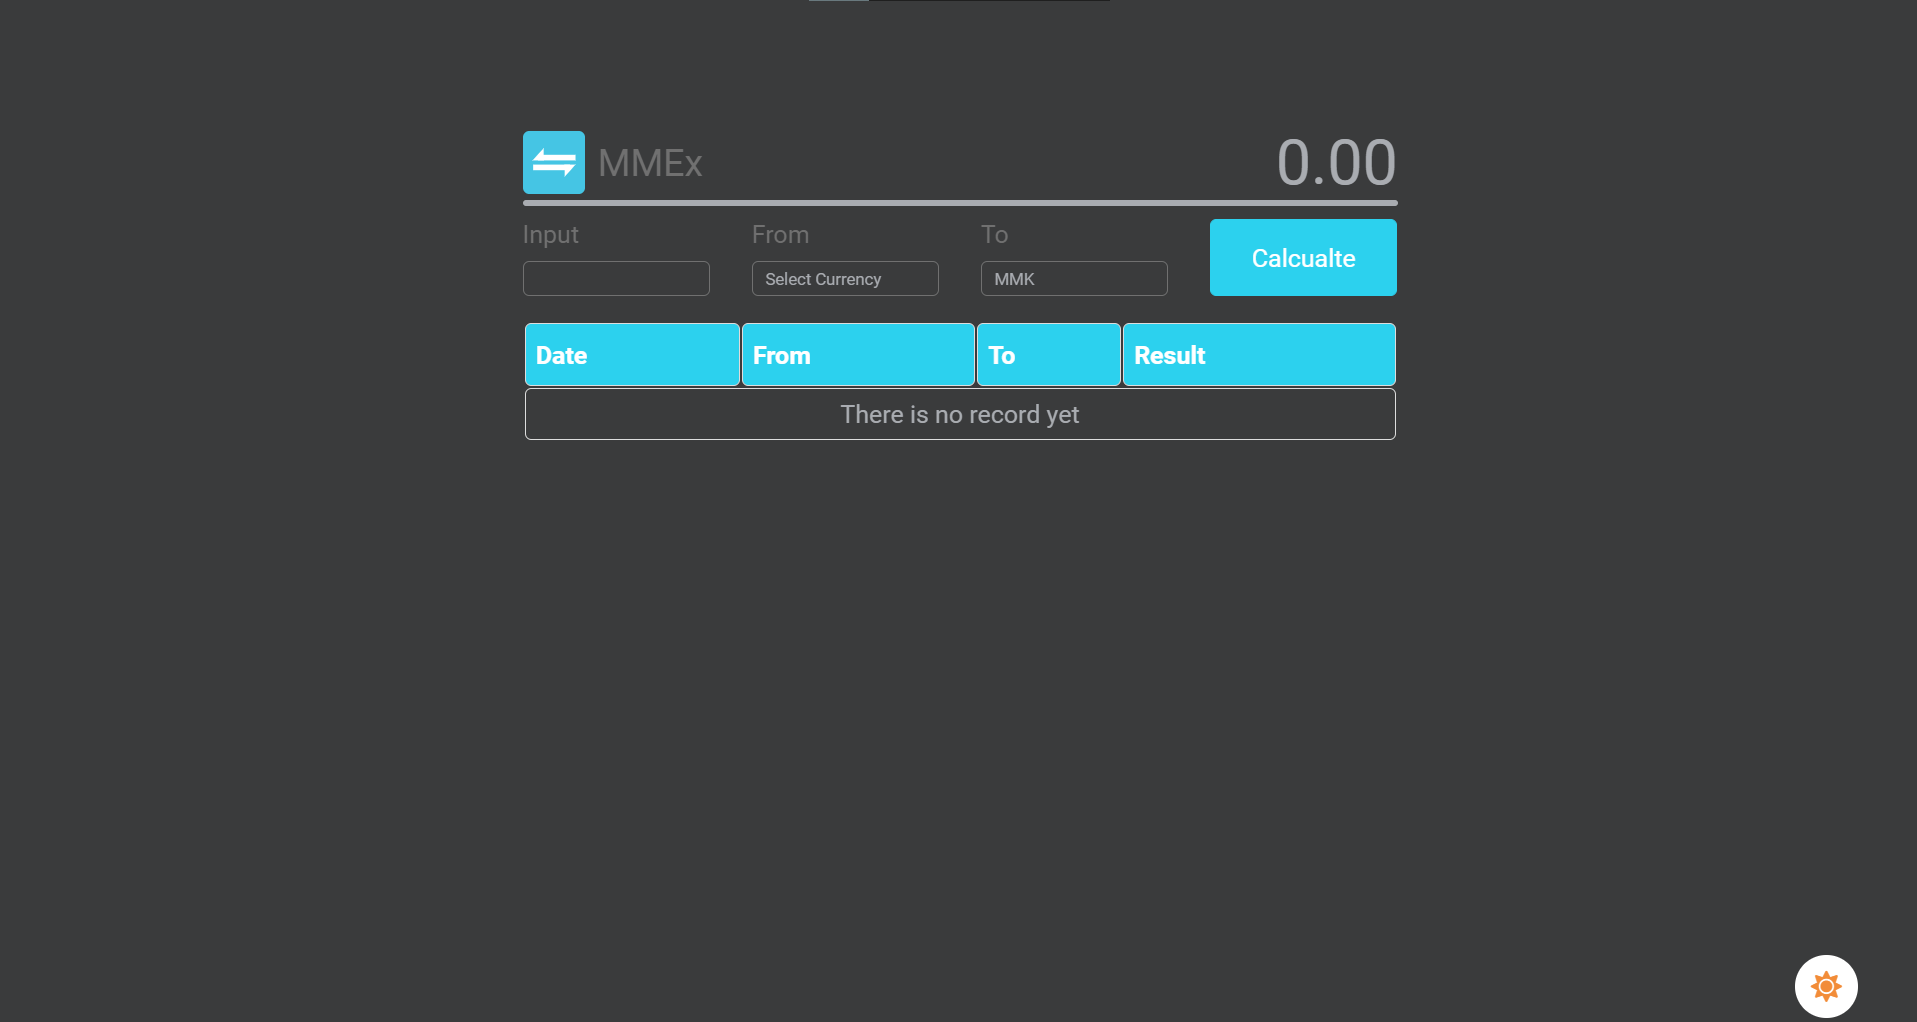 MMEx
0.00
Input From To
Calcualte
Select Currency MMK
Date From To Result
There is no record yet